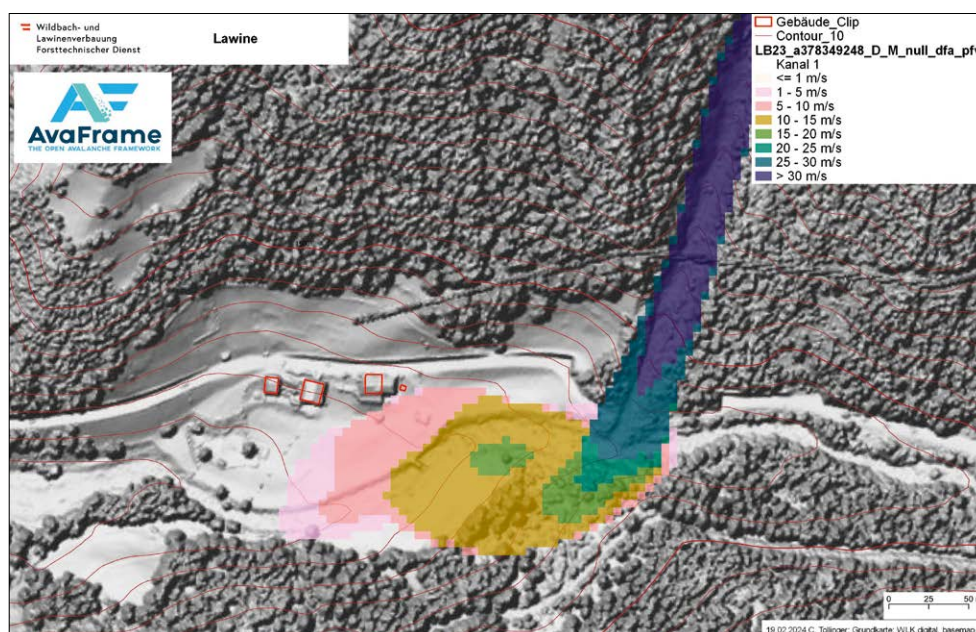 Wildbach- und
Lawinenverbauung
Forsttechnischer Dienst
Lawine
AvaFrame
THE OPEN AVALANCHE FRAMEWORK
Gebäude_Clip
Contour_10
LB23_a378349248_D_M_null_dfa_pf
Kanal 1
<= 1 m/s
1 - 5 m/s
5 - 10 m/s
10 - 15 m/s
15 - 20 m/s
20 - 25 m/s
25 - 30 m/s
> 30 m/s
0 25 50
19.02.2024 C. Tollinger; Grundkarte: WLK digital, basemap